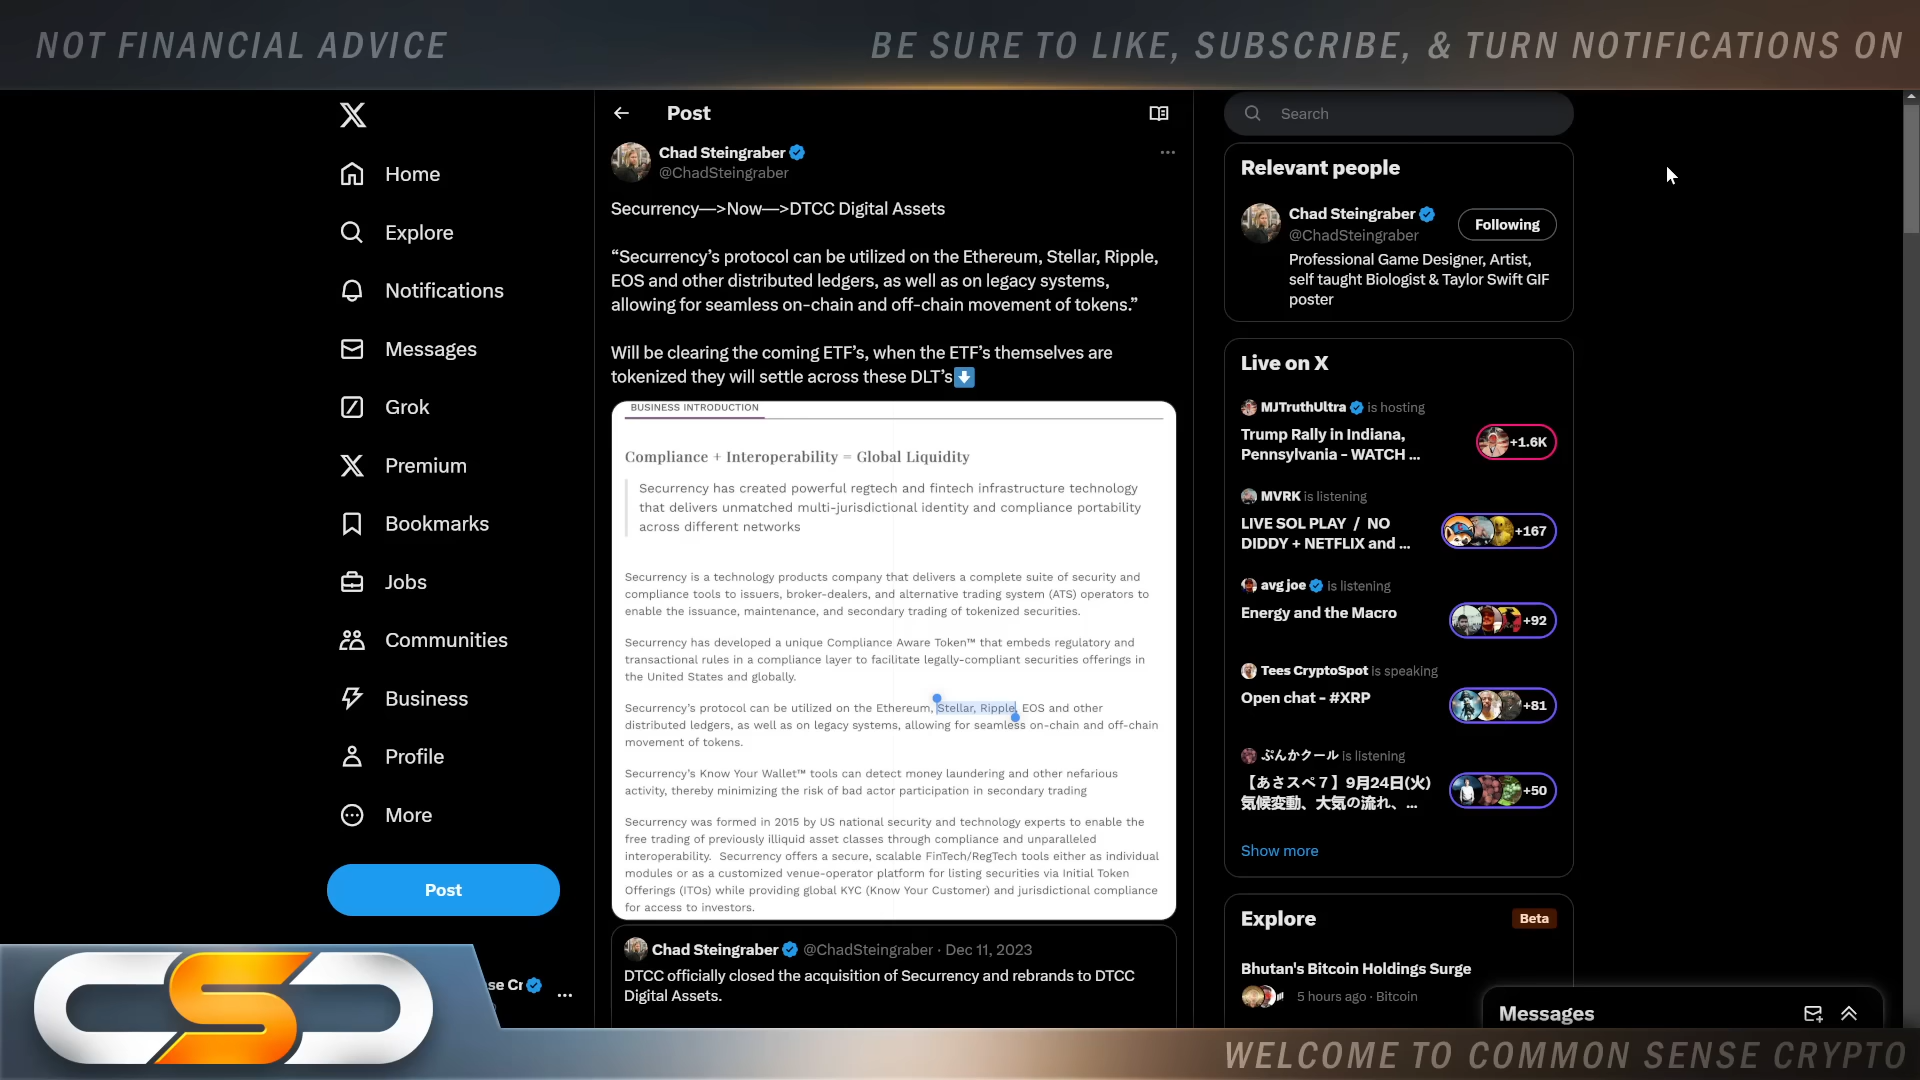 NOT FINANCIAL ADVICE
BE SURE TO LIKE, SUBSCRIBE, & TURN NOTIFICATIONS ON
Home
Explore
Notifications
Messages
Grok
Premium
Bookmarks
Jobs
Communities
Business
Profile
More
Post
se Cr
Post
Chad Steingraber
@ChadSteingraber
Securrency—>Now—>DTCC Digital Assets
“Securrency’s protocol can be utilized on the Ethereum, Stellar, Ripple,
EOS and other distributed ledgers, as well as on legacy systems,
allowing for seamless on-chain and off-chain movement of tokens.”
Will be clearing the coming ETF’s, when the ETF’s themselves are
tokenized they will settle across these DLT’s⬇️
BUSINESS INTRODUCTION
Compliance + Interoperability = Global Liquidity
Securrency has created powerful regtech and fintech infrastructure technology
that delivers unmatched multi-jurisdictional identity and compliance portability
across different networks
Securrency is a technology products company that delivers a complete suite of security and
compliance tools to issuers, broker-dealers, and alternative trading system (ATS) operators to
enable the issuance, maintenance, and secondary trading of tokenized securities.
Securrency has developed a unique Compliance Aware Token™ that embeds regulatory and
transactional rules in a compliance layer to facilitate legally-compliant securities offerings in
the United States and globally.
Securrency’s protocol can be utilized on the Ethereum, Stellar, Ripple, EOS and other
distributed ledgers, as well as on legacy systems, allowing for seamless on-chain and off-chain
movement of tokens.
Securrency’s Know Your Wallet™ tools can detect money laundering and other nefarious
activity, thereby minimizing the risk of bad actor participation in secondary trading
Securrency was formed in 2015 by US national security and technology experts to enable the
free trading of previously illiquid asset classes through compliance and unparalleled
interoperability. Securrency offers a secure, scalable FinTech/RegTech tools either as individual
modules or as a customized venue-operator platform for listing securities via Initial Token
Offerings (ITOs) while providing global KYC (Know Your Customer) and jurisdictional compliance
for access to investors.
Chad Steingraber @ChadSteingraber · Dec 11, 2023
DTCC officially closed the acquisition of Securrency and rebrands to DTCC
Digital Assets.
Search
Relevant people
Chad Steingraber
@ChadSteingraber
Following
Professional Game Designer, Artist,
self taught Biologist & Taylor Swift GIF
poster
Live on X
MJTruthUltra is hosting
Trump Rally in Indiana,
Pennsylvania - WATCH ...
+1.6K
MVRK is listening
LIVE SOL PLAY / NO
DIDDY + NETFLIX and ...
+167
avg joe is listening
Energy and the Macro
+92
Tees CryptoSpot is speaking
Open chat - #XRP
+81
ぷんかクール is listening
【あさスペ７】9月24日(火)
気候変動、大気の流れ、...
+50
Show more
Explore
Beta
Bhutan's Bitcoin Holdings Surge
5 hours ago · Bitcoin
Messages
CSC
WELCOME TO COMMON SENSE CRYPTO